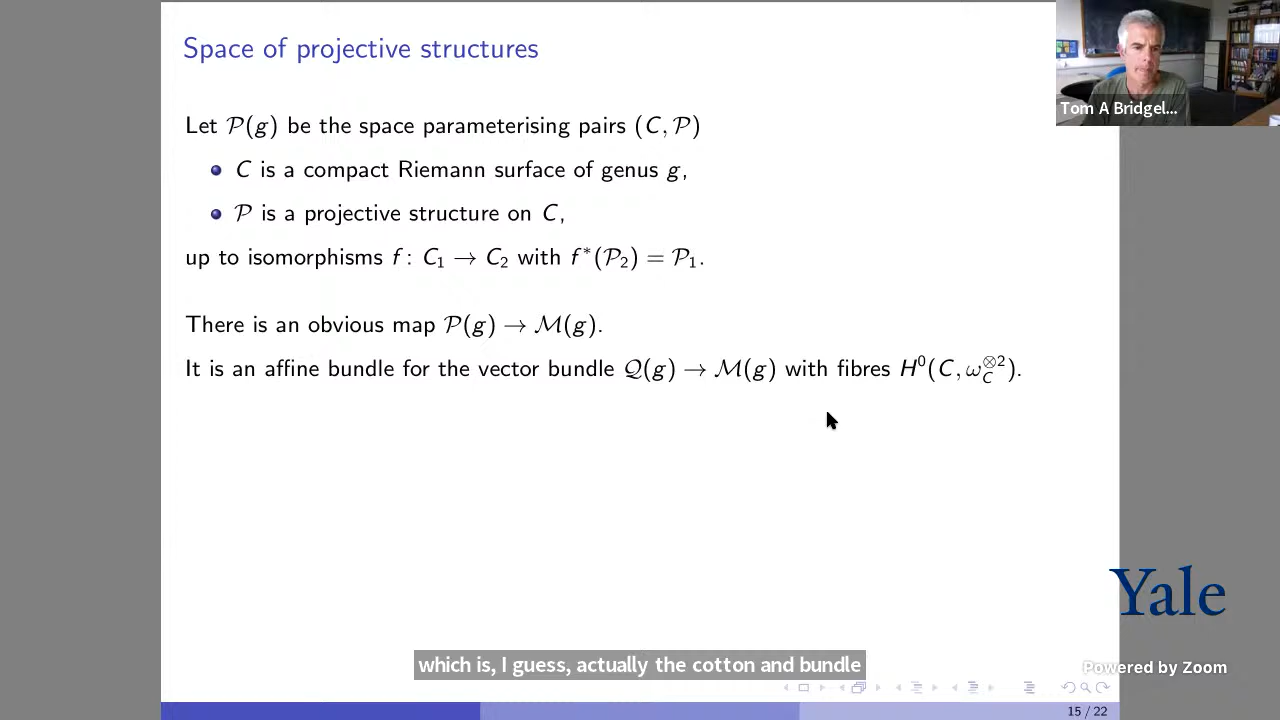 Space of projective structures
Tom A Bridgel...
Let 𝒫(g) be the space parameterising pairs (C, 𝒫)
C is a compact Riemann surface of genus g,
𝒫 is a projective structure on C,
up to isomorphisms f : C₁ → C₂ with f*(𝒫₂) = 𝒫₁.
There is an obvious map 𝒫(g) → ℳ(g).
It is an affine bundle for the vector bundle 𝒬(g) → ℳ(g) with fibres H⁰(C, ω_C^{⊗2}).
Yale
which is, I guess, actually the cotton and bundle
Powered by Zoom
15 / 22